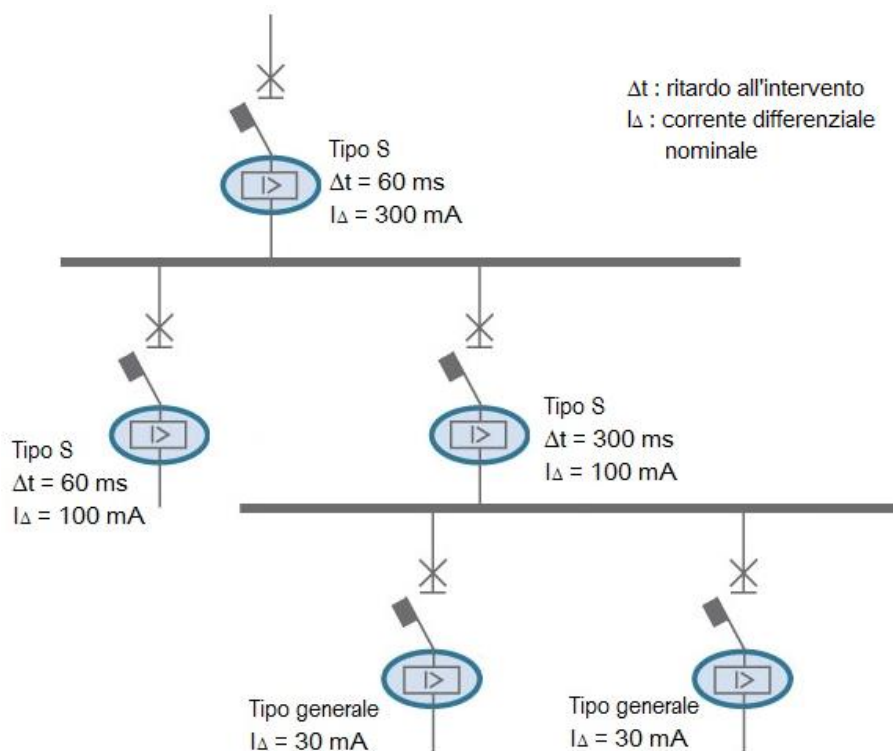 Δt : ritardo all'intervento
IΔ : corrente differenziale
nominale
Tipo S
Δt = 60 ms
IΔ = 300 mA
I>
Tipo S
Δt = 60 ms
IΔ = 100 mA
I>
Tipo S
Δt = 300 ms
IΔ = 100 mA
I>
Tipo generale
IΔ = 30 mA
I>
Tipo generale
IΔ = 30 mA
I>